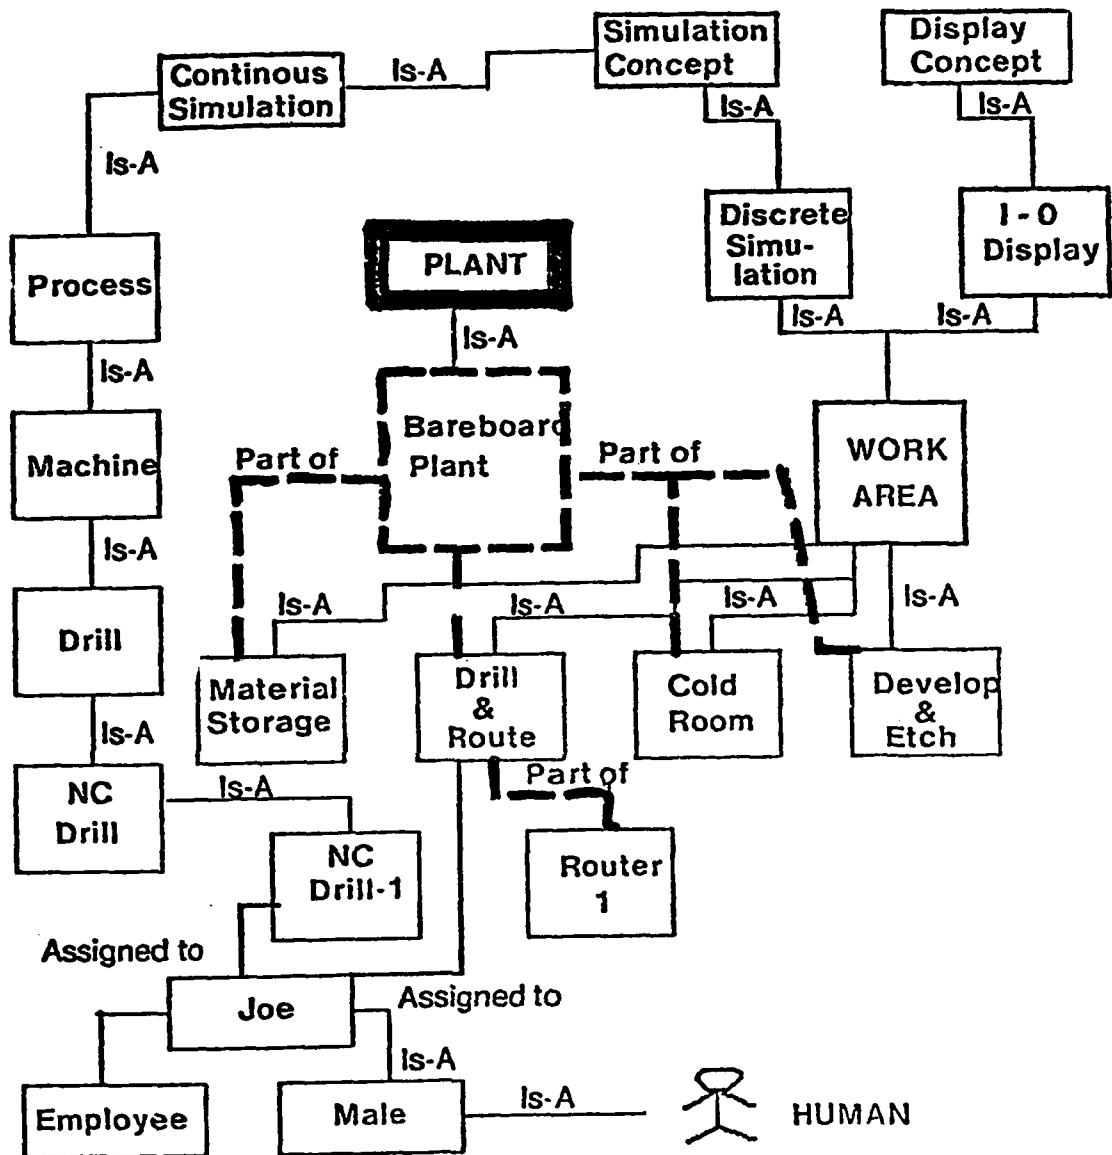 Simulation
Concept
Display
Concept
Continous
Simulation
Is-A
Is-A
Is-A
Is-A
Discrete
Simu-
lation
I-O
Display
PLANT
Process
Is-A
Is-A
Is-A
Is-A
Bareboard
Plant
Machine
Part of
Part of
WORK
AREA
Is-A
Is-A
Is-A
Is-A
Is-A
Drill
Material
Storage
Drill
&
Route
Cold
Room
Develop
&
Etch
Is-A
NC
Drill
Is-A
Part of
NC
Drill-1
Router
1
Assigned to
Joe
Assigned to
Is-A
Employee
Male
Is-A
HUMAN